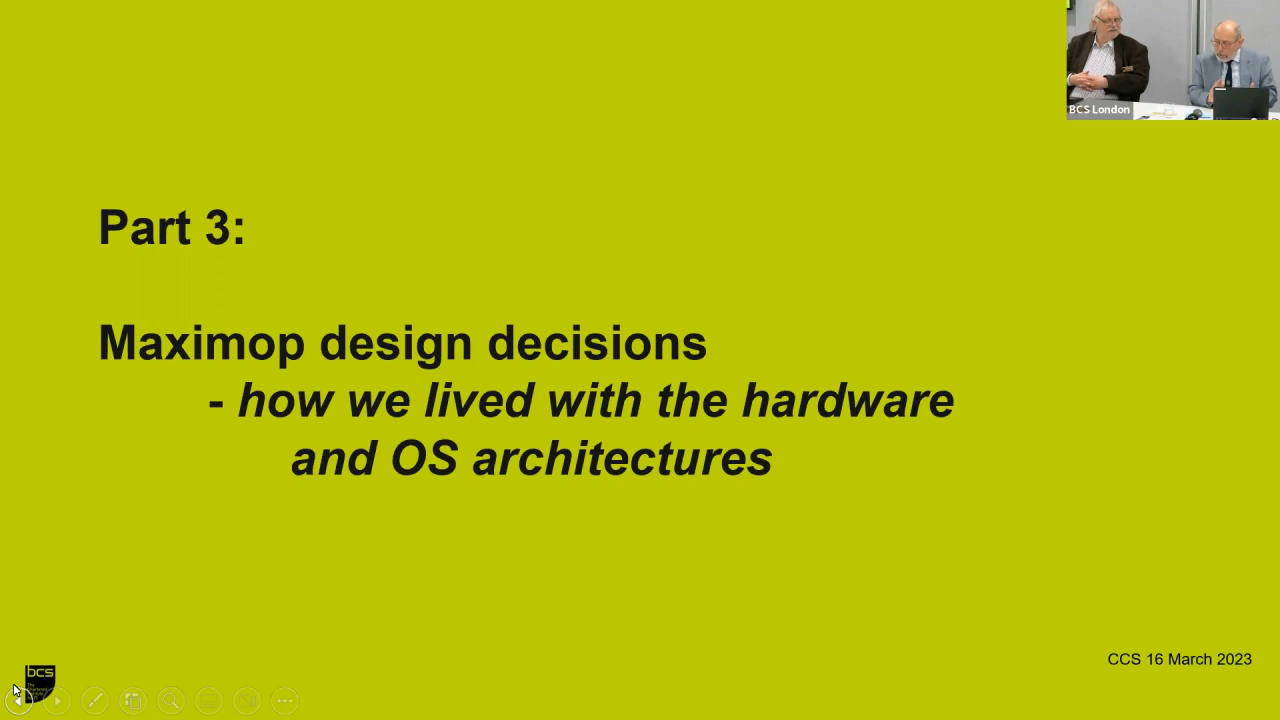 BCS London
Part 3:
Maximop design decisions
- how we lived with the hardware
and OS architectures
CCS 16 March 2023
bcs